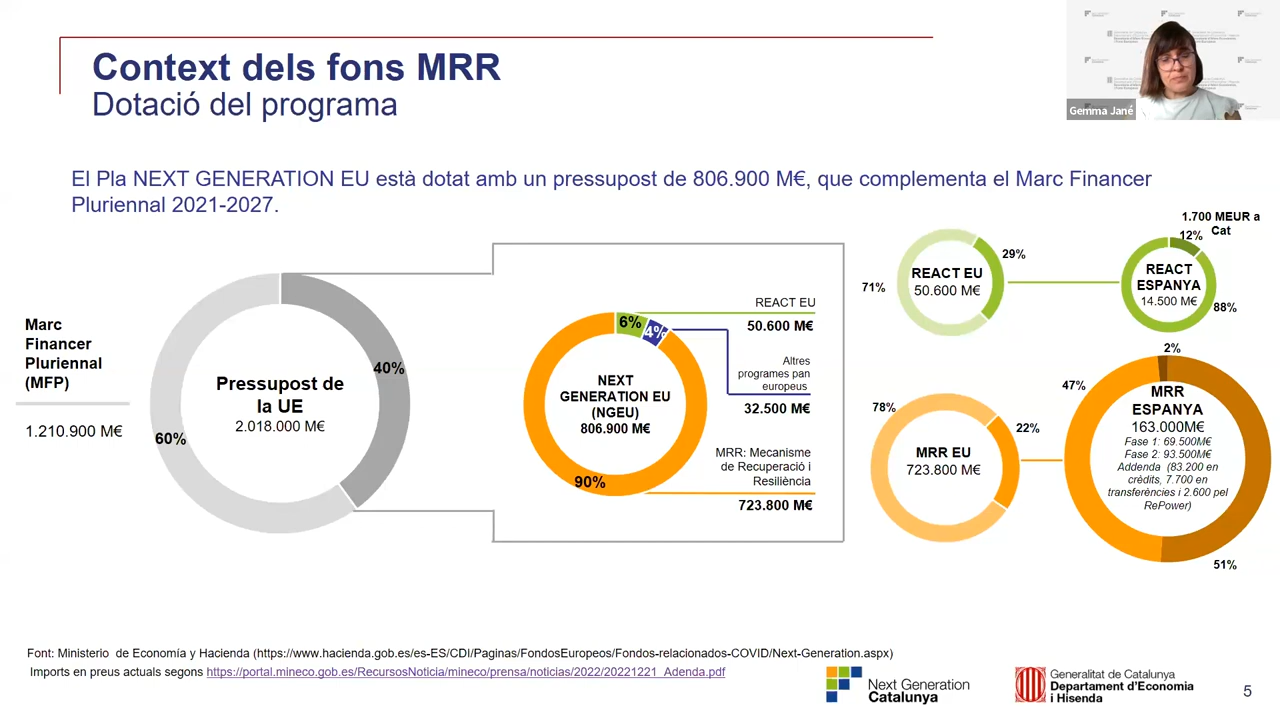 Context dels fons MRR
Dotació del programa
Gemma Jané
El Pla NEXT GENERATION EU està dotat amb un pressupost de 806.900 M€, que complementa el Marc Financer
Pluriennal 2021-2027.
Marc
Financer
Pluriennal
(MFP)
1.210.900 M€
60%
Pressupost de
la UE
2.018.000 M€
40%
6%
4%
NEXT
GENERATION EU
(NGEU)
806.900 M€
90%
REACT EU
50.600 M€
Altres
programes pan
europeus
32.500 M€
MRR: Mecanisme
de Recuperació i
Resiliència
723.800 M€
71%
REACT EU
50.600 M€
29%
1.700 MEUR a
Cat
12%
REACT
ESPANYA
14.500 M€
88%
78%
MRR EU
723.800 M€
22%
2%
47%
MRR
ESPANYA
163.000M€
Fase 1: 69.500M€
Fase 2: 93.500M€
Addenda (83.200 en
crèdits, 7.700 en
transferències i 2.600 pel
RePower)
51%
Font: Ministerio de Economía y Hacienda (https://www.hacienda.gob.es/es-ES/CDI/Paginas/FondosEuropeos/Fondos-relacionados-COVID/Next-Generation.aspx)
Imports en preus actuals segons https://portal.mineco.gob.es/RecursosNoticia/mineco/prensa/noticias/2022/20221221_Adenda.pdf
Next Generation
Catalunya
Generalitat de Catalunya
Departament d'Economia
i Hisenda
5